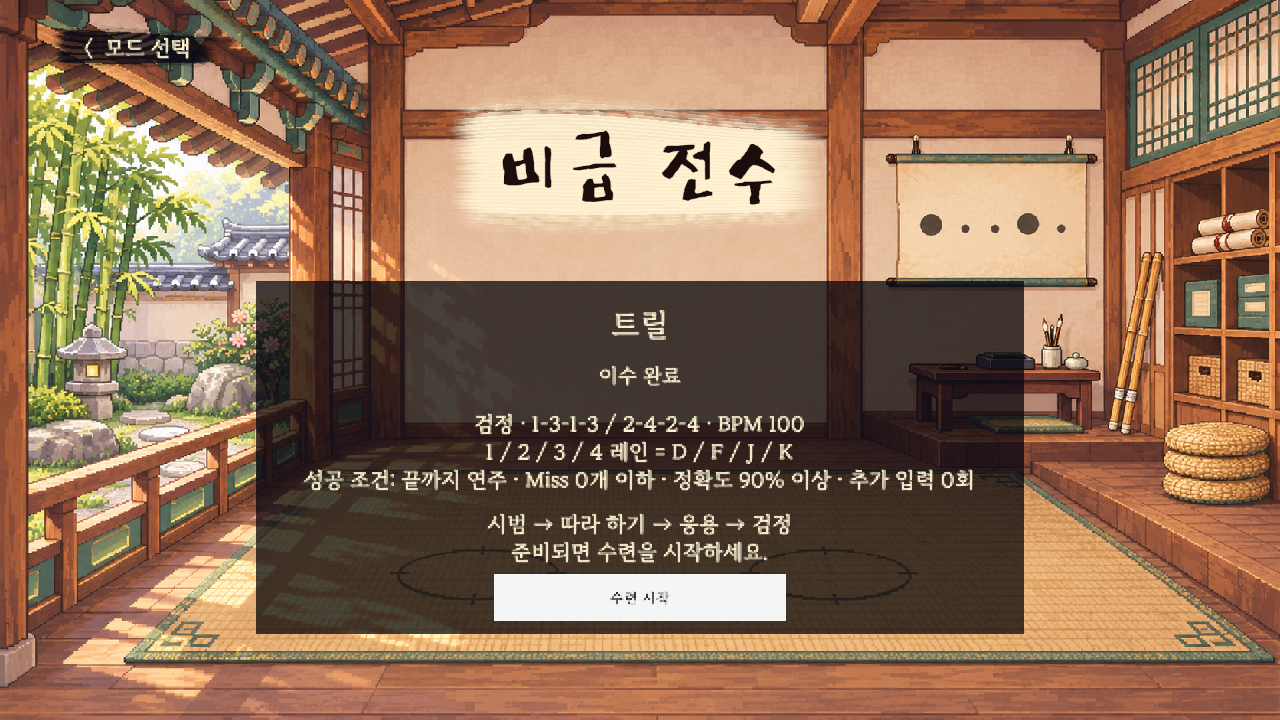 〈 모드 선택
비급 전수
트릴
이수 완료
검정 · 1-3-1-3 / 2-4-2-4 · BPM 100
1 / 2 / 3 / 4 레인 = D / F / J / K
성공 조건: 끝까지 연주 · Miss 0개 이하 · 정확도 90% 이상 · 추가 입력 0회
시범 → 따라 하기 → 응용 → 검정
준비되면 수련을 시작하세요.
수련 시작